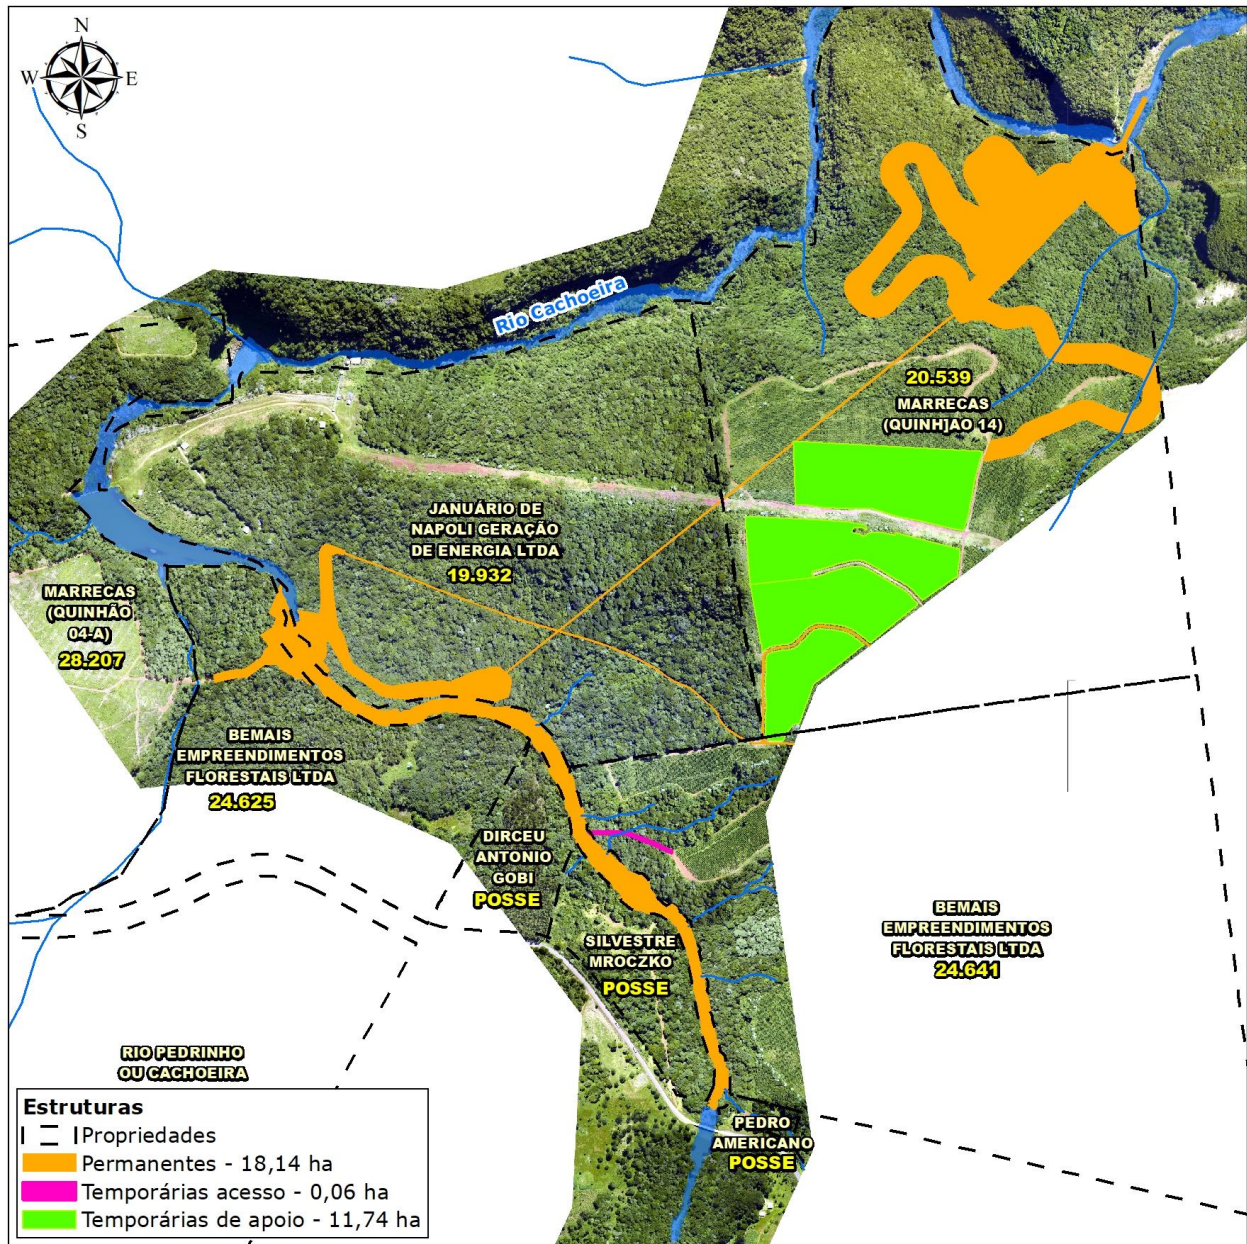 N
W E
S
Rio Cachoeira
20.539
MARRECAS
(QUINH]AO 14)
JANUÁRIO DE
NAPOLI GERAÇÃO
DE ENERGIA LTDA
19.932
MARRECAS
(QUINHÃO
04-A)
28.207
BEMAIS
EMPREENDIMENTOS
FLORESTAIS LTDA
24.625
DIRCEU
ANTONIO
GOBI
POSSE
SILVESTRE
MROCZKO
POSSE
BEMAIS
EMPREENDIMENTOS
FLORESTAIS LTDA
24.641
RIO PEDRINHO
OU CACHOEIRA
PEDRO
AMERICANO
POSSE
Estruturas
Propriedades
Permanentes - 18,14 ha
Temporárias acesso - 0,06 ha
Temporárias de apoio - 11,74 ha